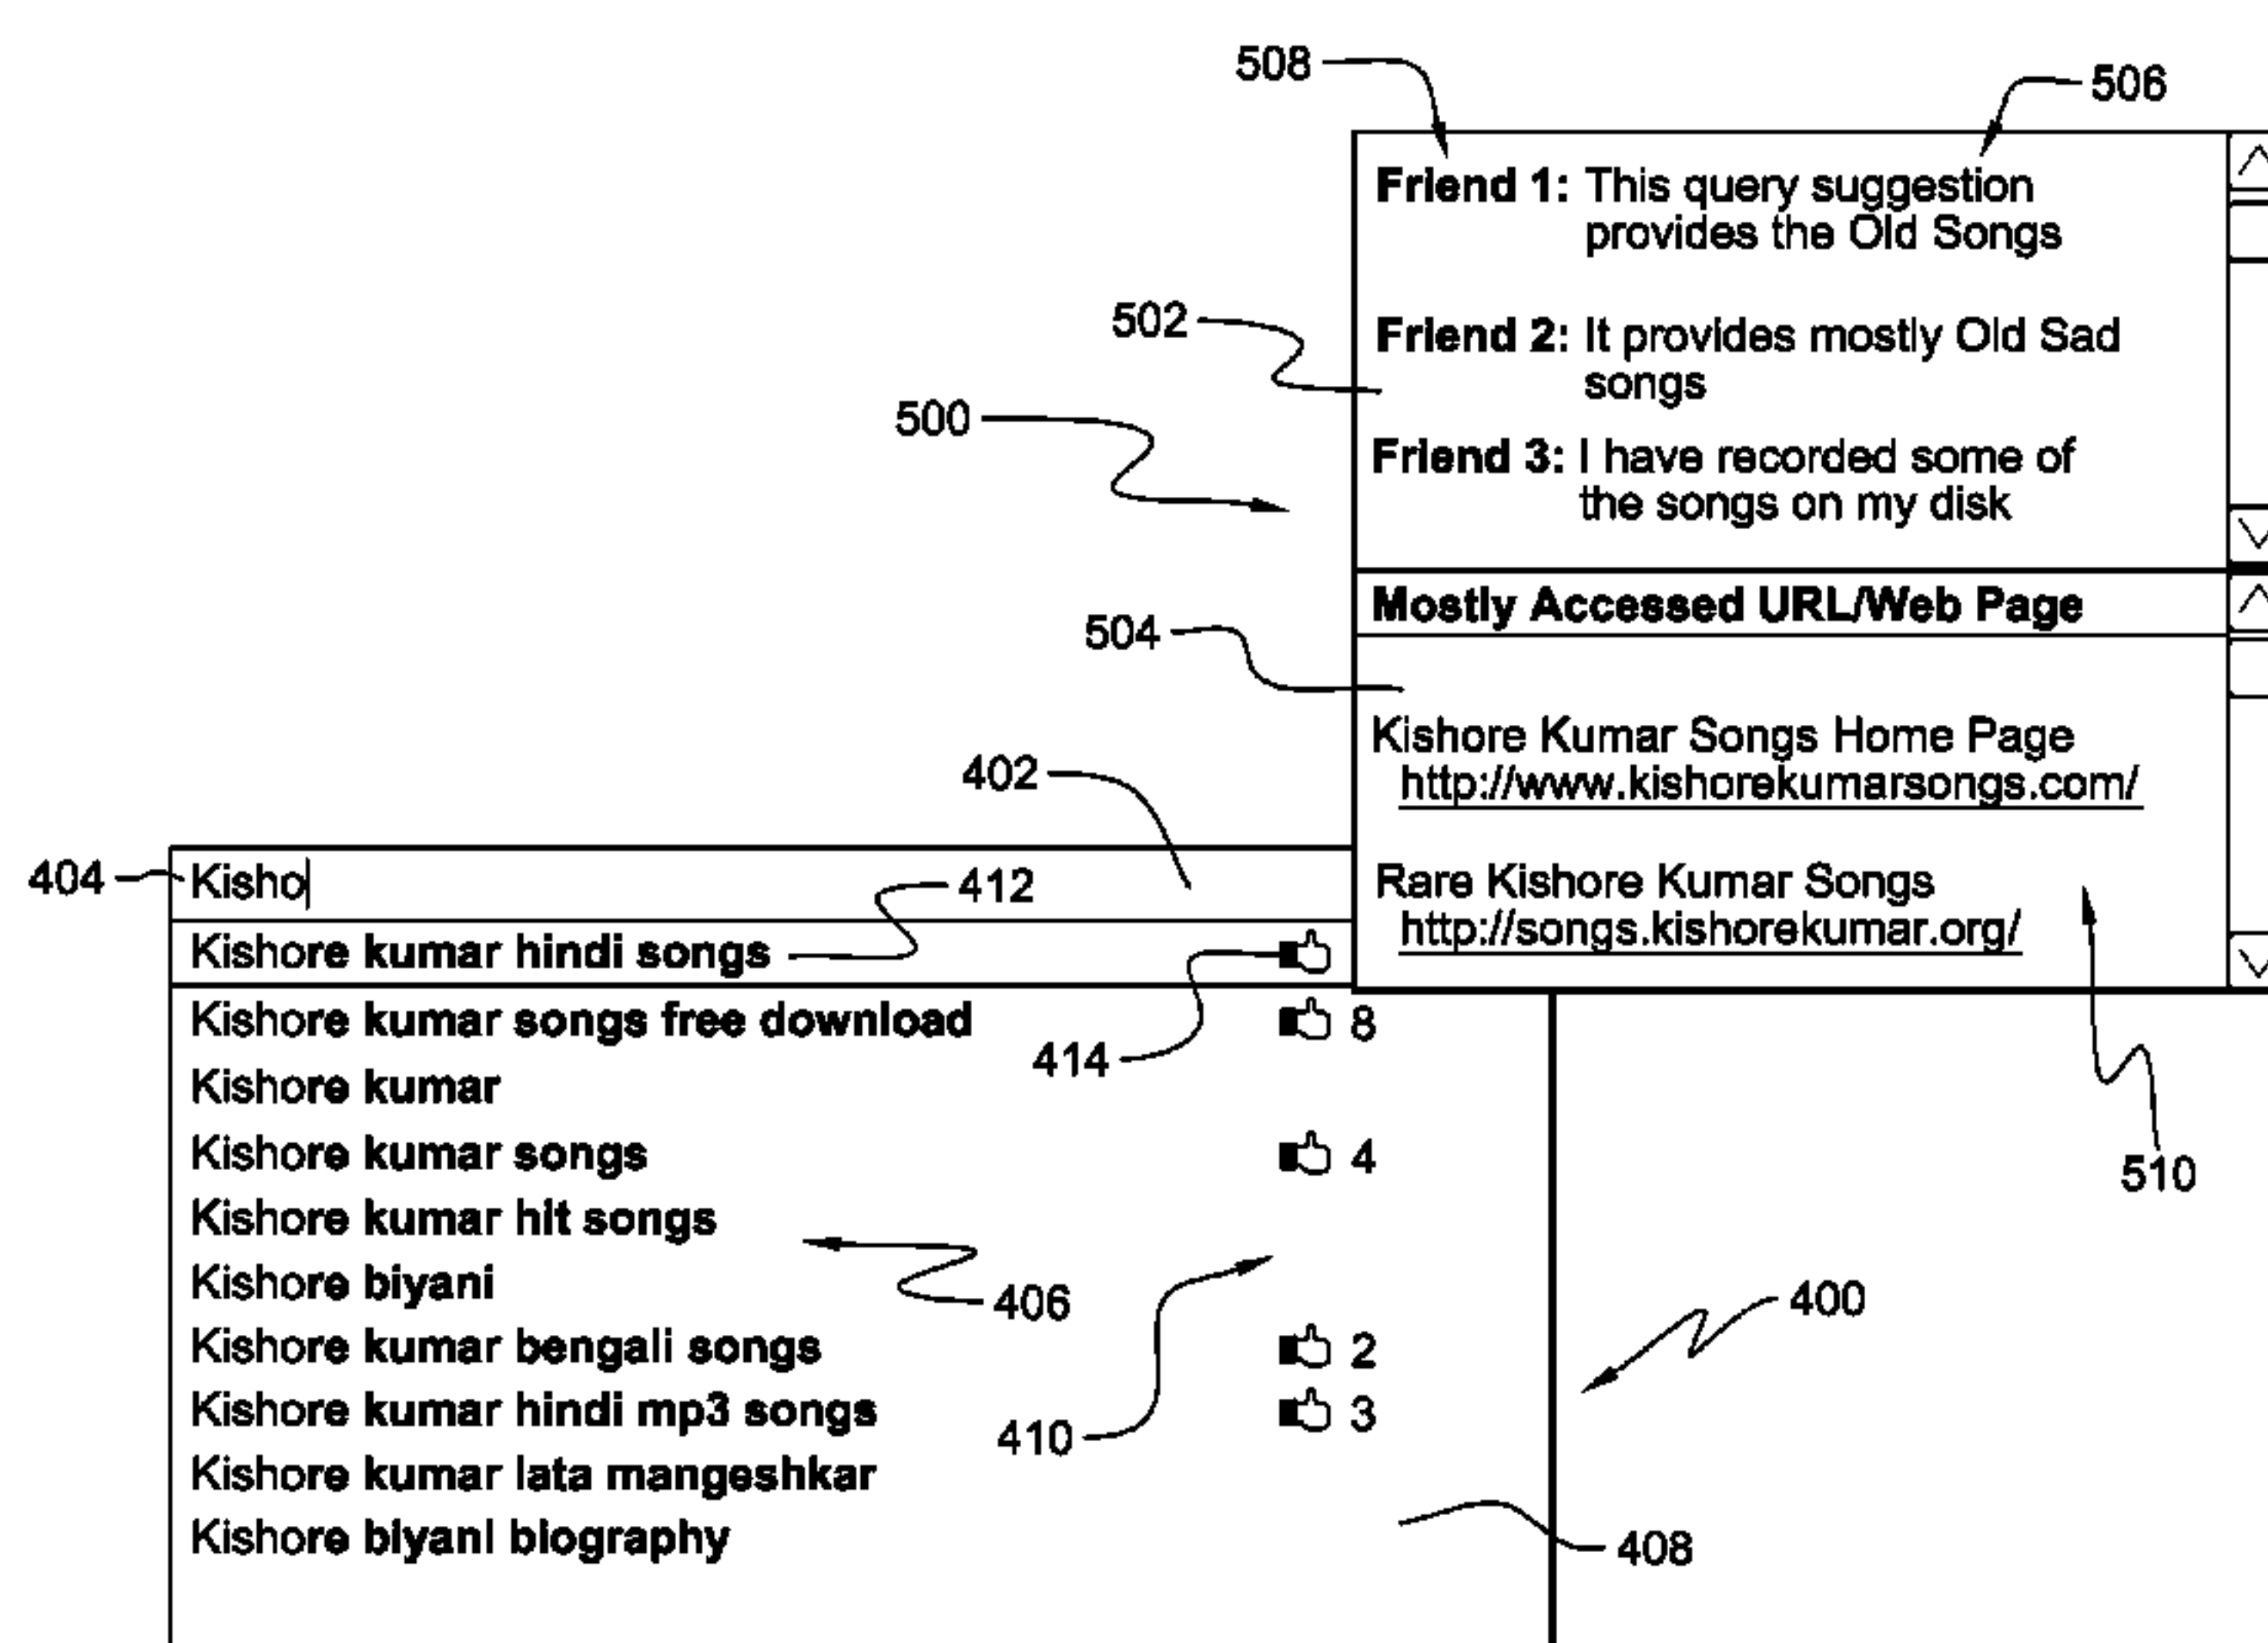 508
506
Friend 1: This query suggestion
provides the Old Songs
502
Friend 2: It provides mostly Old Sad
songs
500
Friend 3: I have recorded some of
the songs on my disk
Mostly Accessed URL/Web Page
504
Kishore Kumar Songs Home Page
http://www.kishorekumarsongs.com/
402
404
Kisho
412
Rare Kishore Kumar Songs
http://songs.kishorekumar.org/
Kishore kumar hindi songs
Kishore kumar songs free download 8
414
Kishore kumar
Kishore kumar songs 4
510
Kishore kumar hit songs
Kishore biyani
406
400
Kishore kumar bengali songs 2
Kishore kumar hindi mp3 songs 3
410
Kishore kumar lata mangeshkar
Kishore biyani biography
408